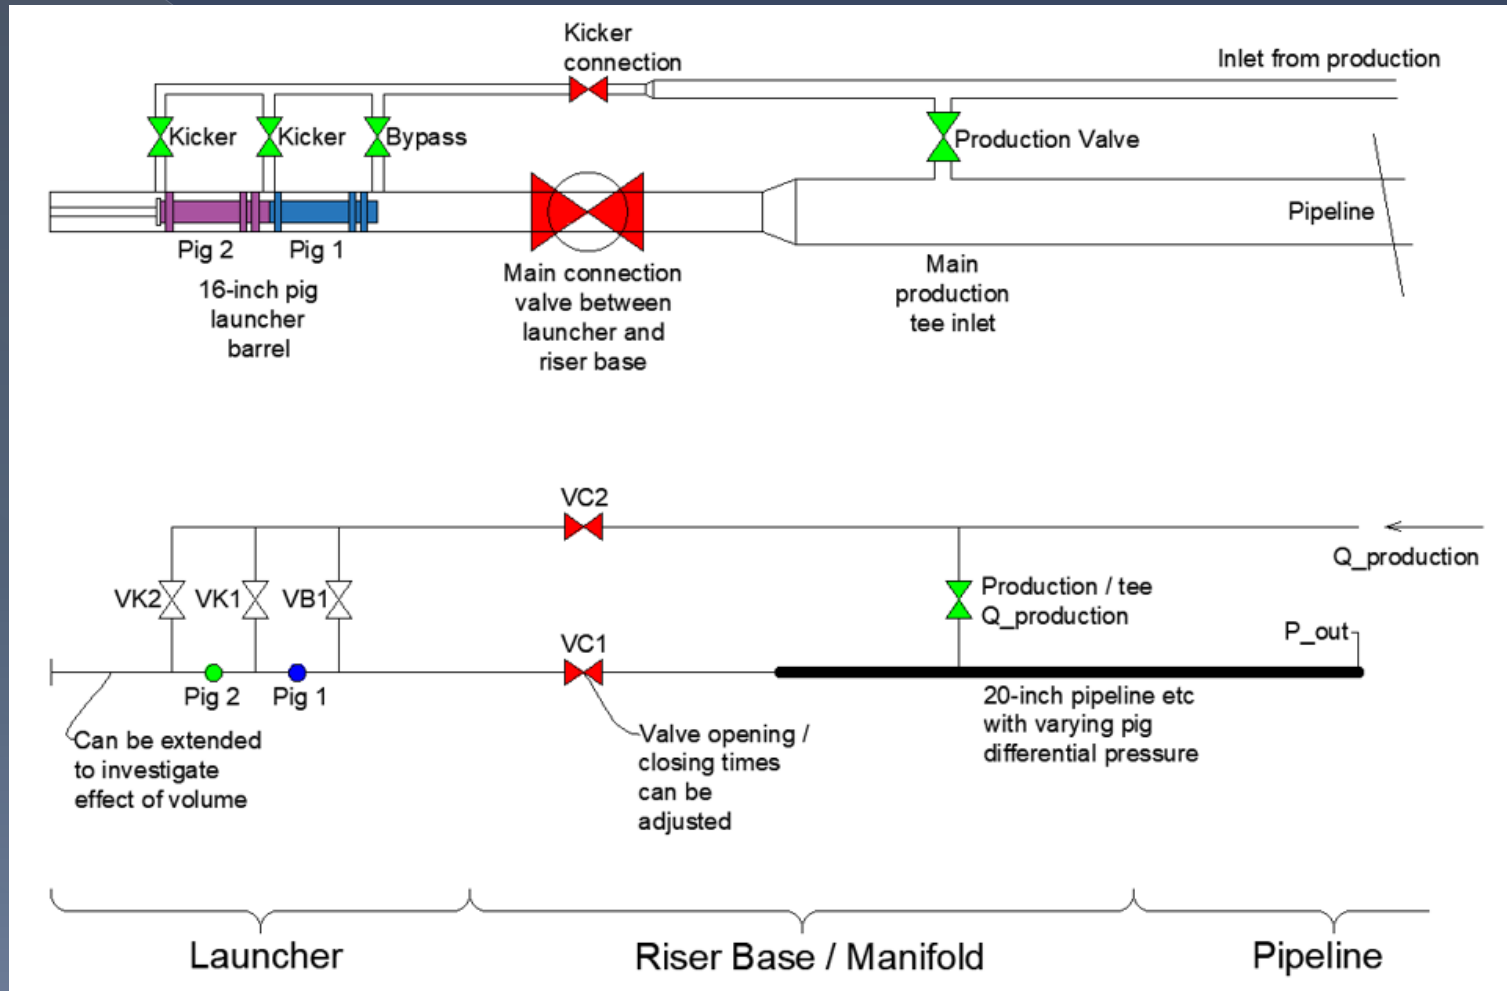 Kicker
connection
Inlet from production
Kicker
Kicker
Bypass
Production Valve
Pipeline
Pig 2
Pig 1
16-inch pig
launcher
barrel
Main connection
valve between
launcher and
riser base
Main
production
tee inlet
VC2
Q_production
VK2
VK1
VB1
Production / tee
Q_production
P_out
VC1
Pig 2
Pig 1
Can be extended
to investigate
effect of volume
Valve opening /
closing times
can be
adjusted
20-inch pipeline etc
with varying pig
differential pressure
Launcher
Riser Base / Manifold
Pipeline